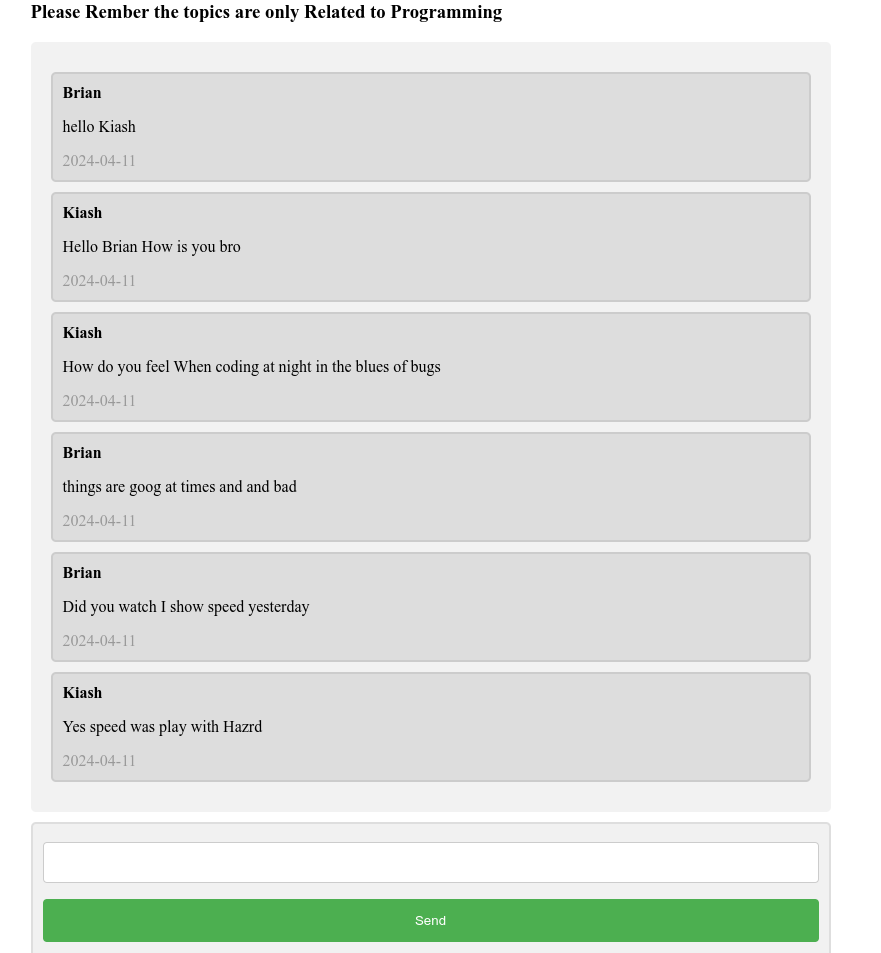 Please Rember the topics are only Related to Programming
Brian
hello Kiash
2024-04-11
Kiash
Hello Brian How is you bro
2024-04-11
Kiash
How do you feel When coding at night in the blues of bugs
2024-04-11
Brian
things are goog at times and and bad
2024-04-11
Brian
Did you watch I show speed yesterday
2024-04-11
Kiash
Yes speed was play with Hazrd
2024-04-11
Send